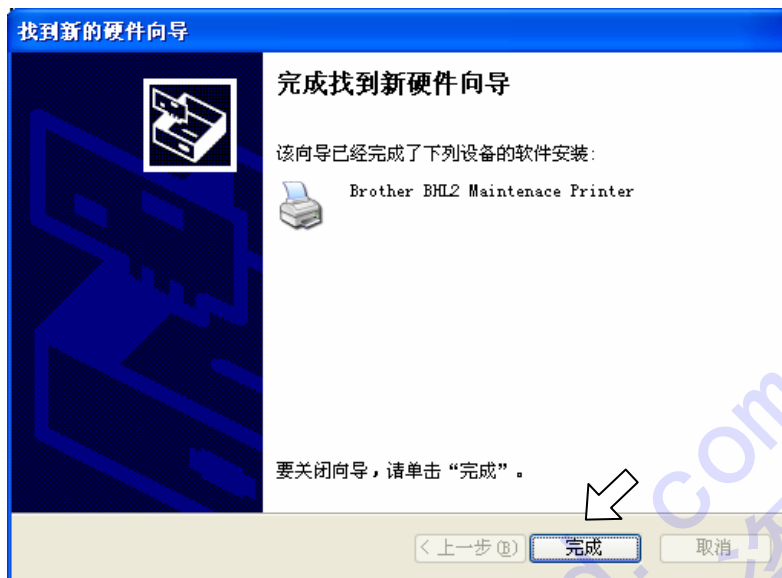 找到新的硬件向导
完成找到新硬件向导
该向导已经完成了下列设备的软件安装:
Brother BHL2 Maintenace Printer
要关闭向导，请单击“完成”。
< 上一步(B)
完成
取消
com